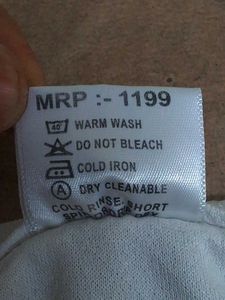 MRP :- 1199
40°
WARM WASH
DO NOT BLEACH
COLD IRON
A
DRY CLEANABLE
COLD RINSE. SHORT